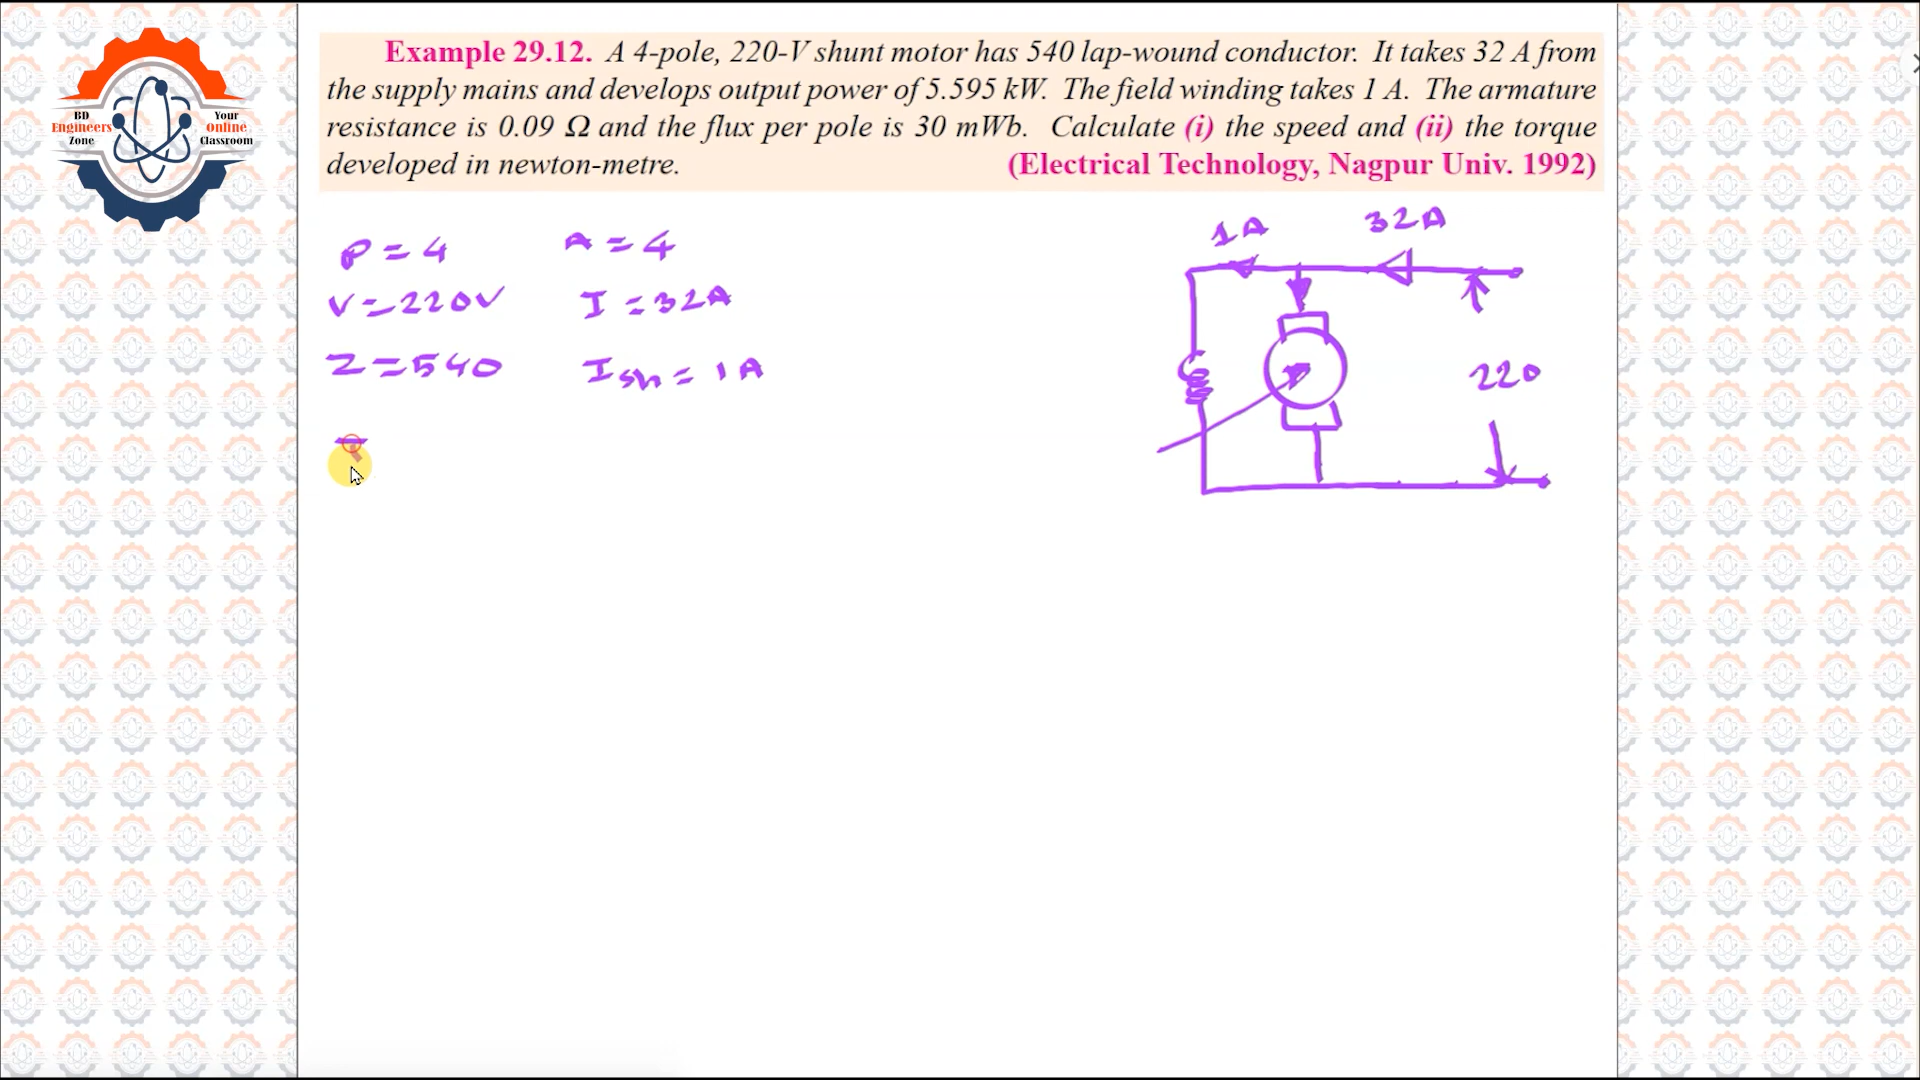 BD
Engineers
Zone
Your
Online
Classroom
Example 29.12. A 4-pole, 220-V shunt motor has 540 lap-wound conductor. It takes 32 A from
the supply mains and develops output power of 5.595 kW. The field winding takes 1 A. The armature
resistance is 0.09 Ω and the flux per pole is 30 mWb. Calculate (i) the speed and (ii) the torque
developed in newton-metre. (Electrical Technology, Nagpur Univ. 1992)
P = 4 A = 4
V = 220V I = 32A
Z = 540 Ish = 1A
1A 32A
220